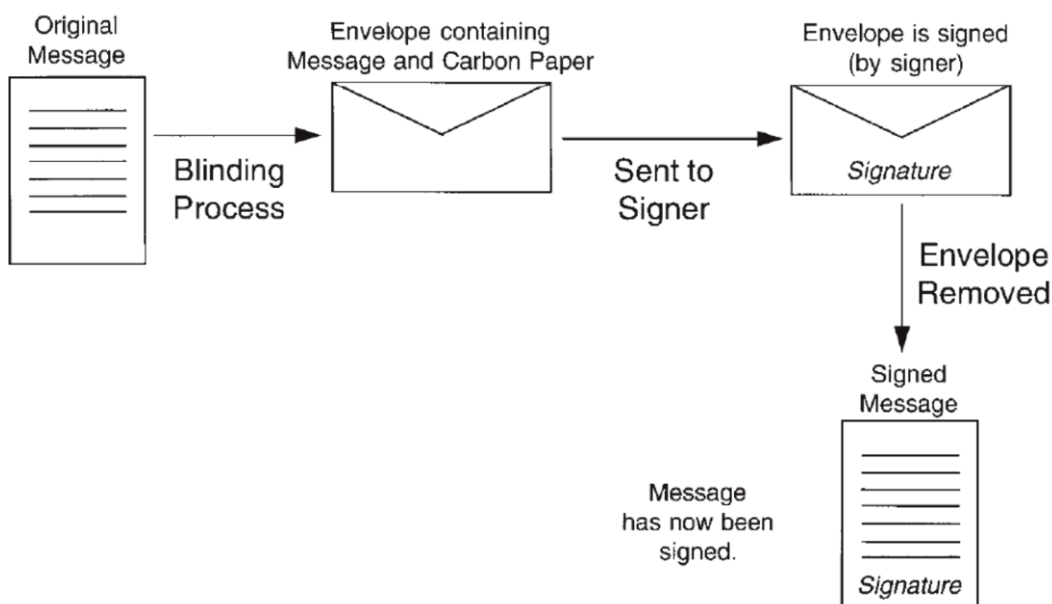 Original
Message
Envelope containing
Message and Carbon Paper
Envelope is signed
(by signer)
Blinding
Process
Sent to
Signer
Signature
Envelope
Removed
Signed
Message
Message
has now been
signed.
Signature